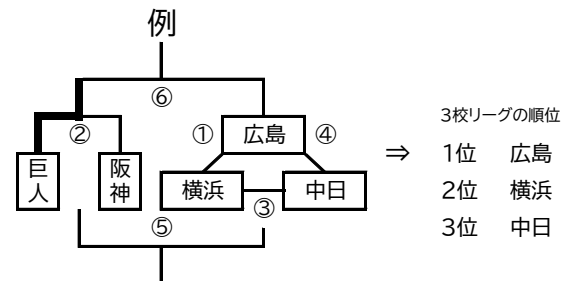 例
⑥
② ① 広島 ④
巨人 阪神 横浜 中日
③
⑤
⇒
3校リーグの順位
1位 広島
2位 横浜
3位 中日